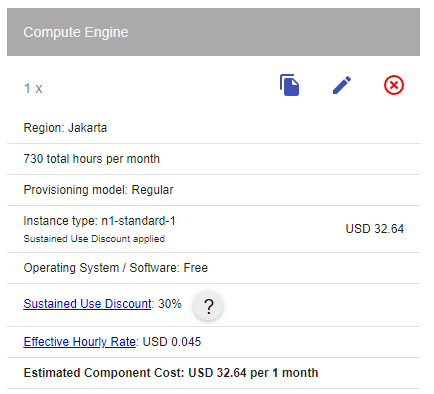 Compute Engine
1 x
Region: Jakarta
730 total hours per month
Provisioning model: Regular
Instance type: n1-standard-1
Sustained Use Discount applied
USD 32.64
Operating System / Software: Free
Sustained Use Discount: 30% ?
Effective Hourly Rate: USD 0.045
Estimated Component Cost: USD 32.64 per 1 month